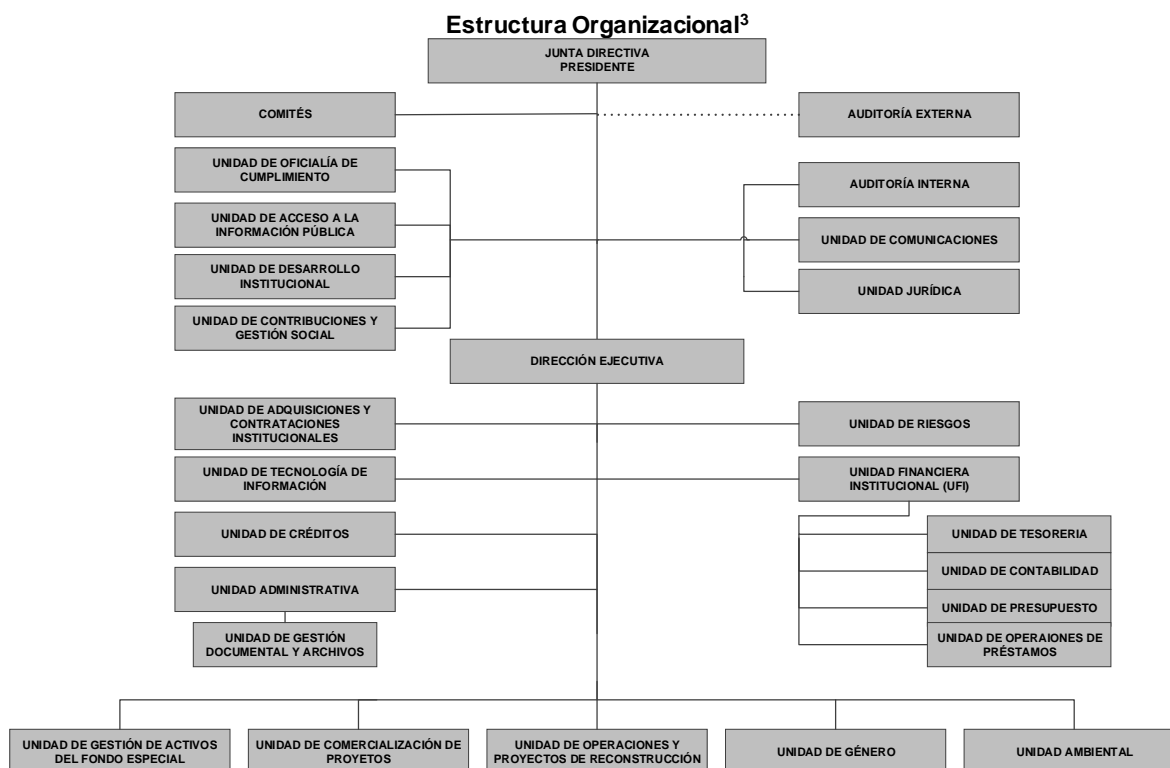 Estructura Organizacional³
JUNTA DIRECTIVA
PRESIDENTE
COMITÉS
AUDITORÍA EXTERNA
UNIDAD DE OFICIALÍA DE
CUMPLIMIENTO
AUDITORÍA INTERNA
UNIDAD DE ACCESO A LA
INFORMACIÓN PÚBLICA
UNIDAD DE COMUNICACIONES
UNIDAD DE DESARROLLO
INSTITUCIONAL
UNIDAD JURÍDICA
UNIDAD DE CONTRIBUCIONES Y
GESTIÓN SOCIAL
DIRECCIÓN EJECUTIVA
UNIDAD DE ADQUISICIONES Y
CONTRATACIONES
INSTITUCIONALES
UNIDAD DE RIESGOS
UNIDAD DE TECNOLOGÍA DE
INFORMACIÓN
UNIDAD FINANCIERA
INSTITUCIONAL (UFI)
UNIDAD DE CRÉDITOS
UNIDAD DE TESORERIA
UNIDAD DE CONTABILIDAD
UNIDAD ADMINISTRATIVA
UNIDAD DE PRESUPUESTO
UNIDAD DE GESTIÓN
DOCUMENTAL Y ARCHIVOS
UNIDAD DE OPERAIONES DE
PRÉSTAMOS
UNIDAD DE GESTIÓN DE ACTIVOS
DEL FONDO ESPECIAL
UNIDAD DE COMERCIALIZACIÓN DE
PROYETOS
UNIDAD DE OPERACIONES Y
PROYECTOS DE RECONSTRUCCIÓN
UNIDAD DE GÉNERO
UNIDAD AMBIENTAL